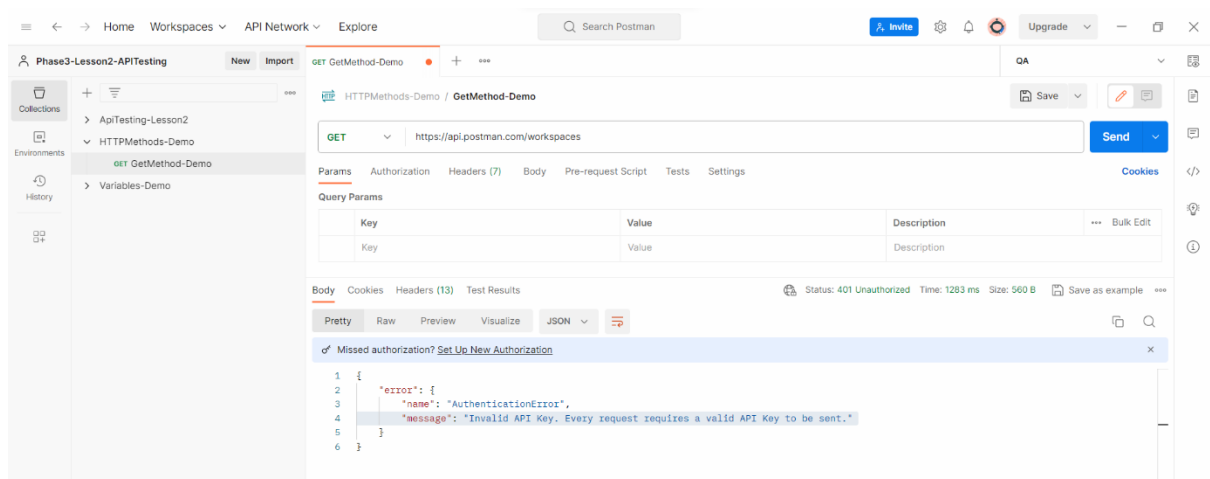 Home Workspaces API Network Explore Search Postman Invite Upgrade
Phase3-Lesson2-APITesting New Import GET GetMethod-Demo QA
Collections
Environments
History
ApiTesting-Lesson2
HTTPMethods-Demo
GET GetMethod-Demo
Variables-Demo
HTTP HTTPMethods-Demo / GetMethod-Demo Save
GET https://api.postman.com/workspaces Send
Params Authorization Headers (7) Body Pre-request Script Tests Settings Cookies
Query Params
Key Value Description Bulk Edit
Key Value Description
Body Cookies Headers (13) Test Results Status: 401 Unauthorized Time: 1283 ms Size: 560 B Save as example
Pretty Raw Preview Visualize JSON
Missed authorization? Set Up New Authorization
1 {
2 "error": {
3 "name": "AuthenticationError",
4 "message": "Invalid API Key. Every request requires a valid API Key to be sent."
5 }
6 }